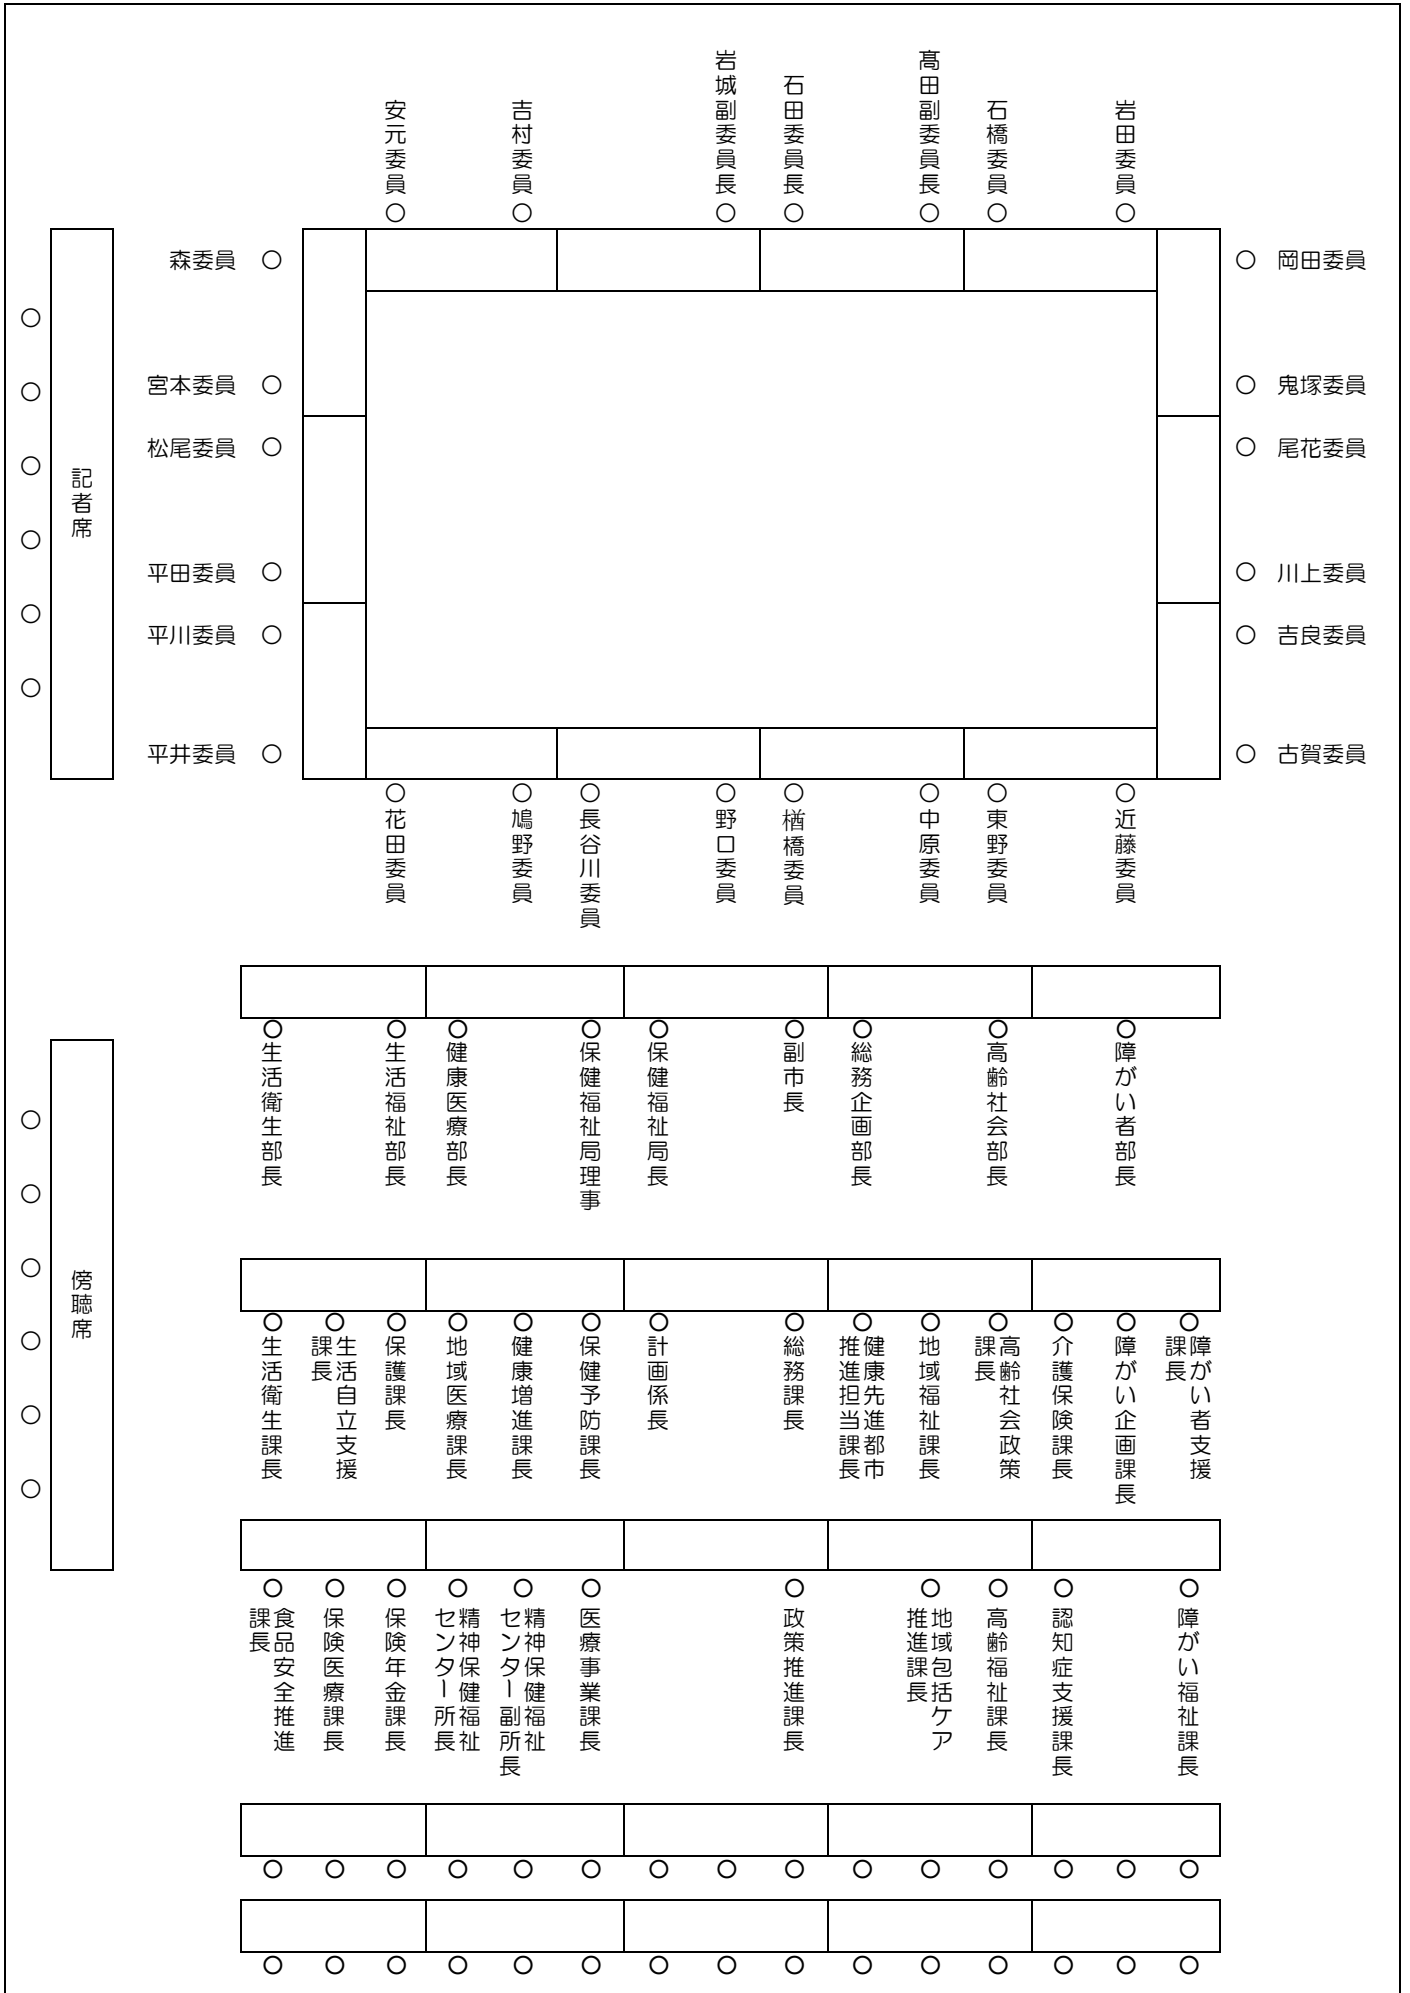 安元委員
吉村委員
岩城副委員長
石田委員長
髙田副委員長
石橋委員
岩田委員
森委員
宮本委員
松尾委員
平田委員
平川委員
平井委員
岡田委員
鬼塚委員
尾花委員
川上委員
吉良委員
古賀委員
記者席
花田委員
鳩野委員
長谷川委員
野口委員
楢橋委員
中原委員
東野委員
近藤委員
生活衛生部長
生活福祉部長
健康医療部長
保健福祉局理事
保健福祉局長
副市長
総務企画部長
高齢社会部長
障がい者部長
傍聴席
生活衛生課長
生活自立支援
課長
保護課長
地域医療課長
健康増進課長
保健予防課長
計画係長
総務課長
健康先進都市
推進担当課長
地域福祉課長
高齢社会政策
課長
介護保険課長
障がい企画課長
障がい者支援
課長
食品安全推進
課長
保険医療課長
保険年金課長
精神保健福祉
センター所長
精神保健福祉
センター副所長
医療事業課長
政策推進課長
地域包括ケア
推進課長
高齢福祉課長
認知症支援課長
障がい福祉課長